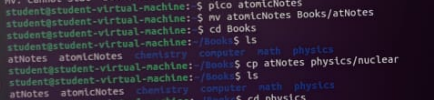 mv: cannot
student@student-virtual-machine:~$ pico atomicNotes
student@student-virtual-machine:~$ mv atomicNotes Books/atNotes
student@student-virtual-machine:~$ cd Books
student@student-virtual-machine:~/Books$ ls
atNotes atomicNotes chemistry computer math physics
student@student-virtual-machine:~/Books$ cp atNotes physics/nuclear
student@student-virtual-machine:~/Books$ ls
atNotes atomicNotes chemistry computer math physics
student@student-virtual-machine:~/Books$ cd physics